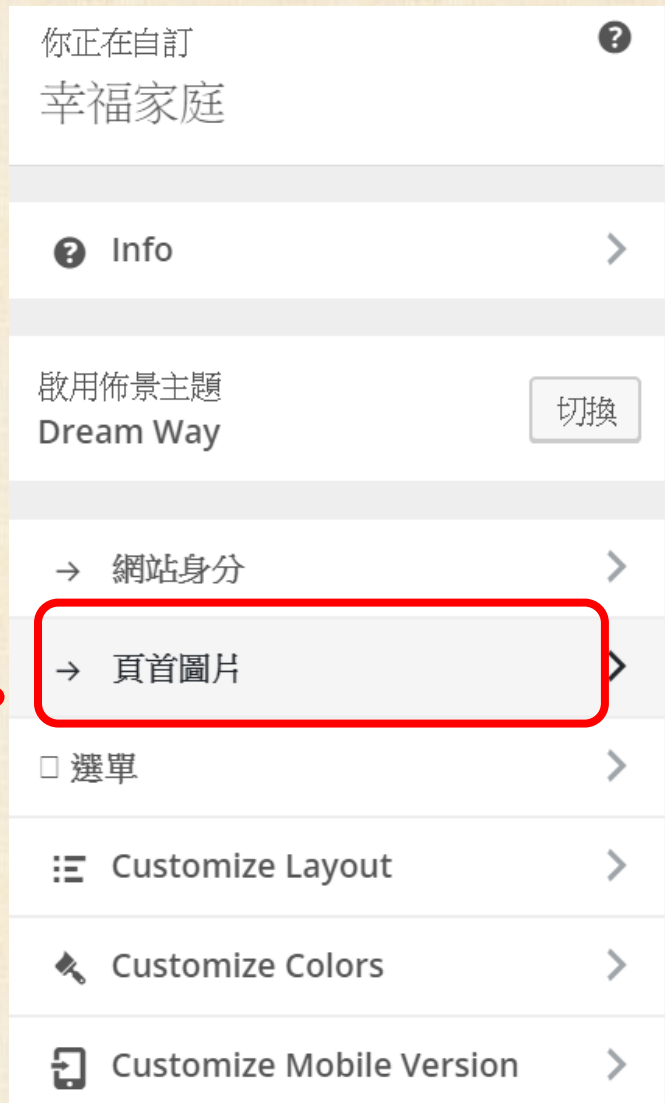 你正在自訂
幸福家庭
Info
啟用佈景主題
Dream Way
切換
網站身分
頁首圖片
選單
Customize Layout
Customize Colors
Customize Mobile Version